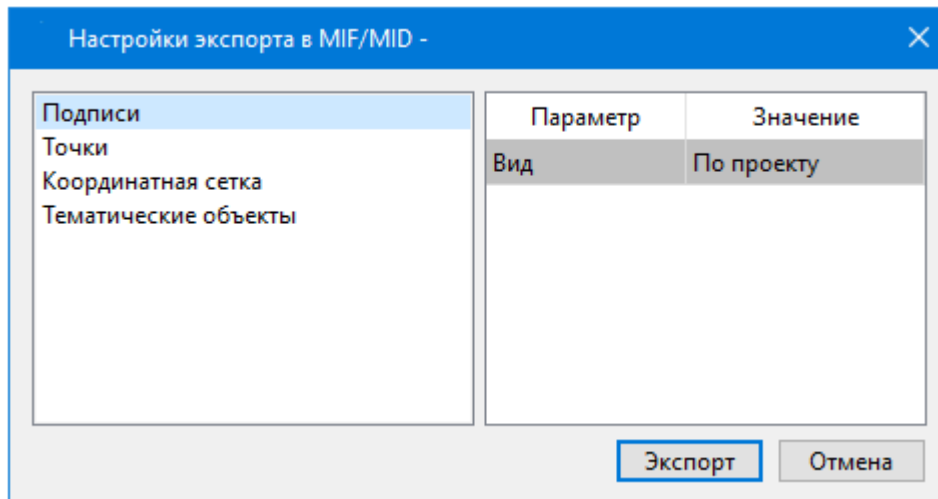 Настройки экспорта в MIF/MID -
Подписи
Точки
Координатная сетка
Тематические объекты
Параметр Значение
Вид По проекту
Экспорт Отмена